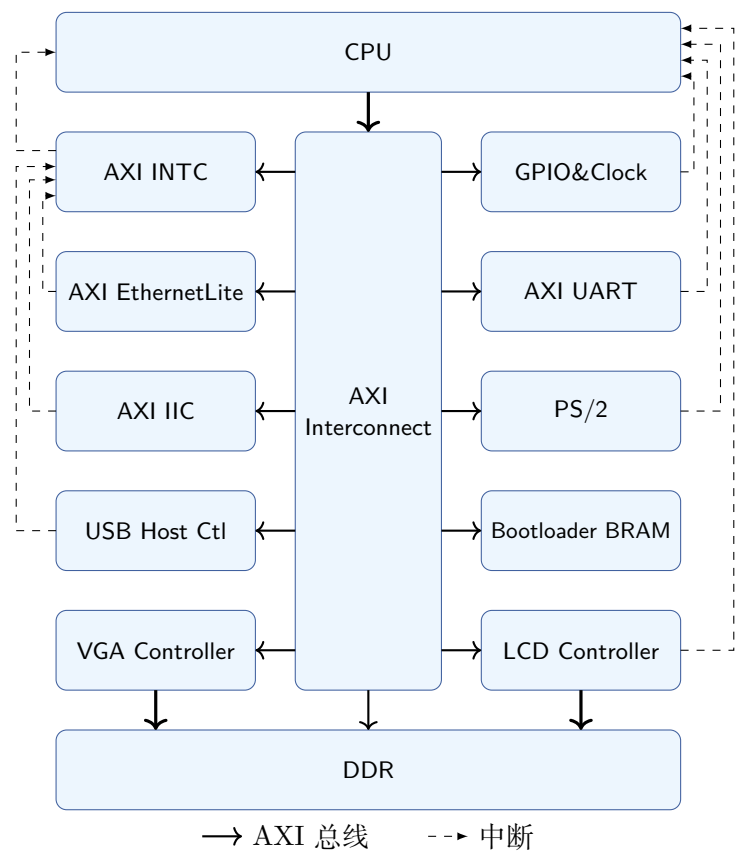 CPU
AXI INTC
GPIO&Clock
AXI EthernetLite
AXI UART
AXI
Interconnect
AXI IIC
PS/2
USB Host Ctl
Bootloader BRAM
VGA Controller
LCD Controller
DDR
AXI 总线
中断